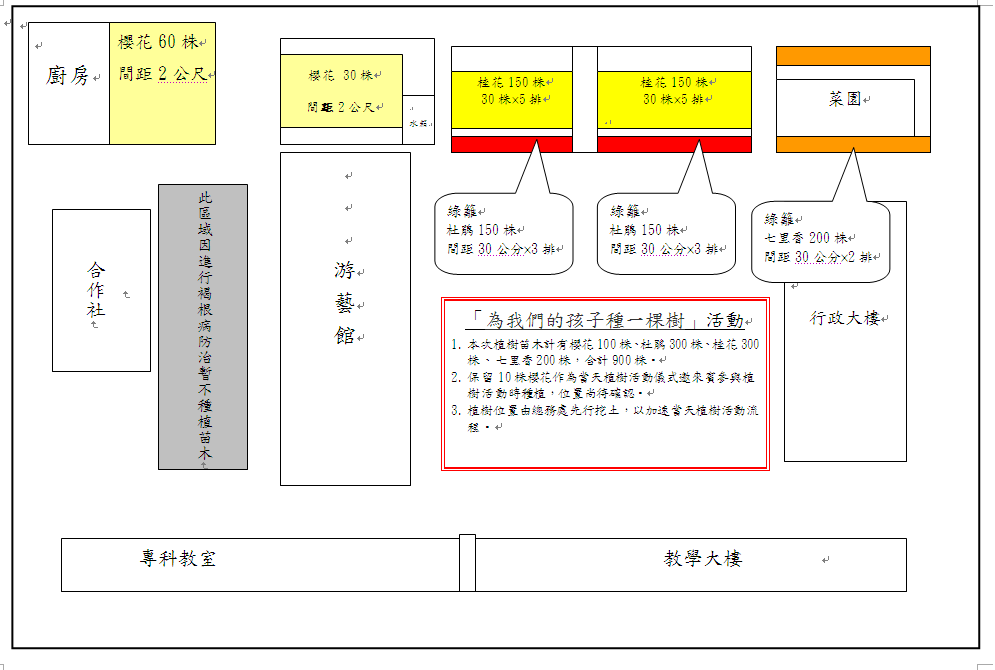 廚房
櫻花 60 株
間距 2 公尺
櫻花 30 株
間距 2 公尺
水塔
桂花 150 株
30 株×5 排
桂花 150 株
30 株×5 排
菜園
綠籬
杜鵑 150 株
間距 30 公分×3 排
綠籬
杜鵑 150 株
間距 30 公分×3 排
綠籬
七里香 200 株
間距 30 公分×2 排
合作社
此區域因進行褐根病防治暫不種植苗木
游藝館
行政大樓
「為我們的孩子種一棵樹」活動
1. 本次植樹苗木計有櫻花 100 株、杜鵑 300 株、桂花 300
株、七里香 200 株，合計 900 株。
2. 保留 10 株櫻花作為當天植樹活動儀式邀來賓參與植
樹活動時種植，位置尚待確認。
3. 植樹位置由總務處先行挖土，以加速當天植樹活動流
程。
專科教室
教學大樓